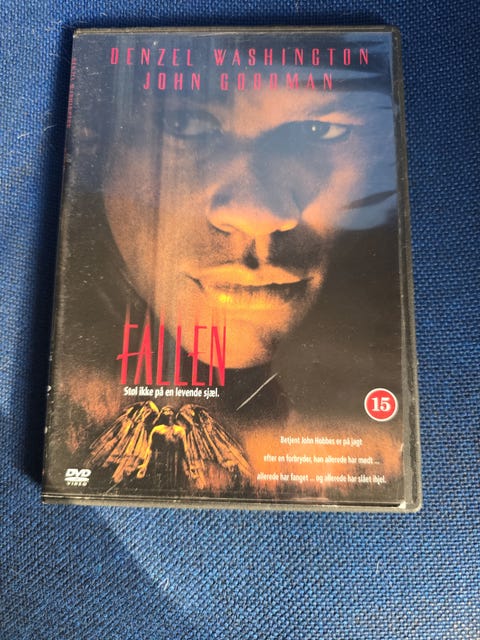 DENZEL WASHINGTON
JOHN GOODMAN
FALLEN
Stol ikke på en levende sjæl.
15
Betjent John Hobbes er på jagt
efter en forbryder, han allerede har mødt ...
allerede har fanget ... og allerede har slået ihjel.
DVD
VIDEO